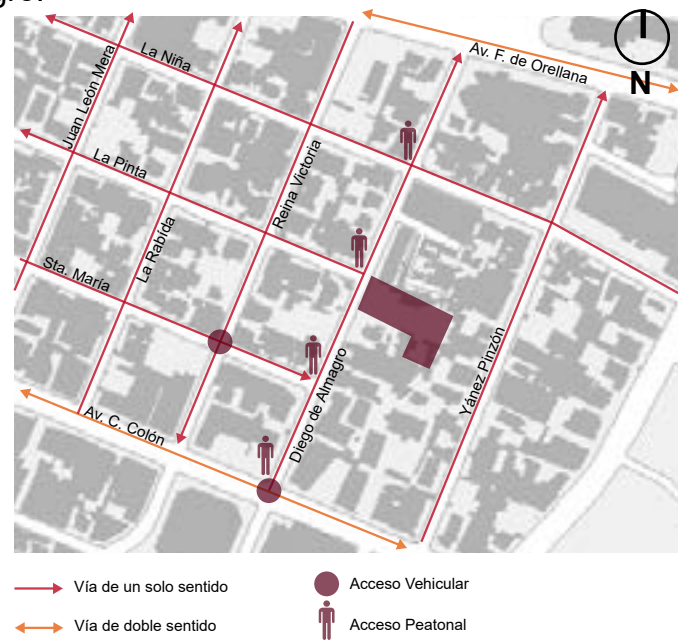 Av. F. de Orellana
N
La Niña
Juan León Mera
La Pinta
Reina Victoria
La Rabída
Sta. María
Diego de Almagro
Yánez Pinzón
Av. C. Colón
Vía de un solo sentido
Acceso Vehicular
Vía de doble sentido
Acceso Peatonal